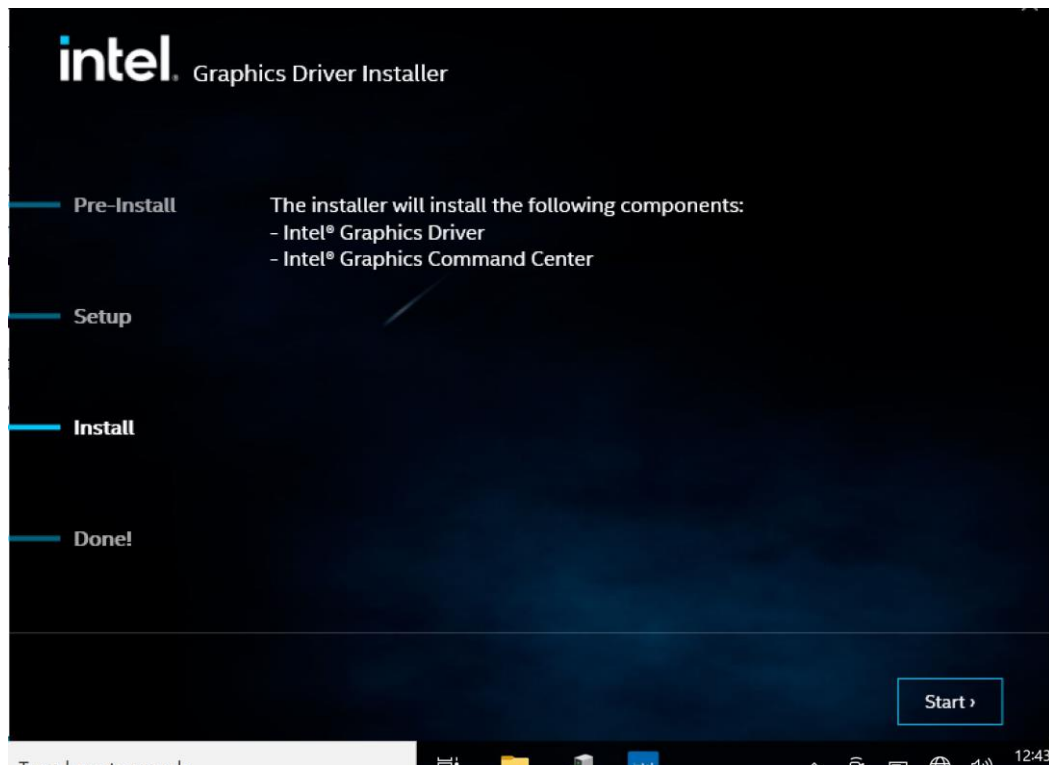 intel. Graphics Driver Installer
Pre-Install
The installer will install the following components:
- Intel® Graphics Driver
- Intel® Graphics Command Center
Setup
Install
Done!
Start ›
12:43